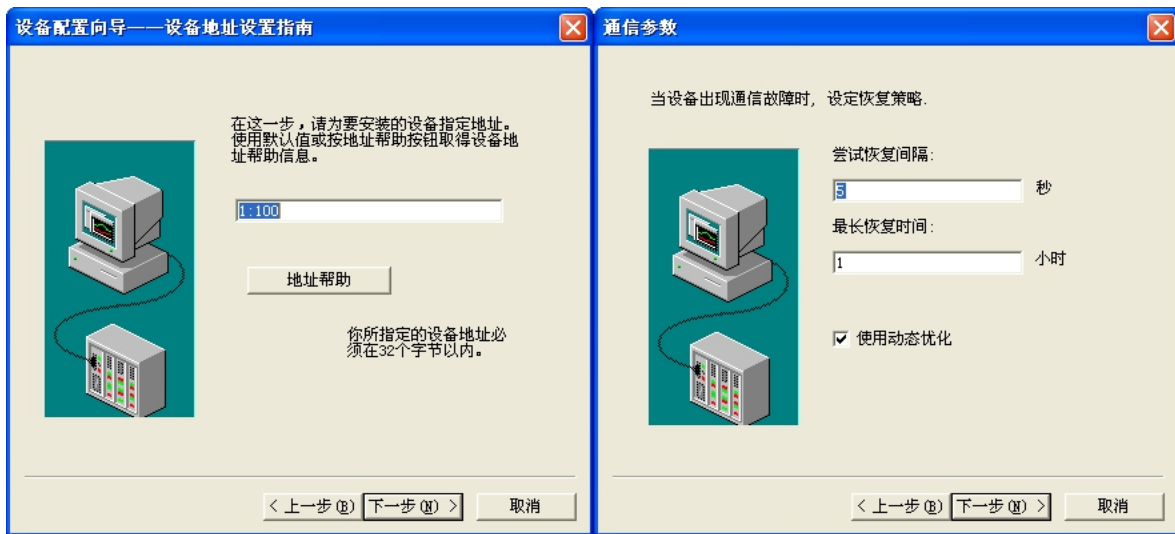 设备配置向导——设备地址设置指南
在这一步，请为要安装的设备指定地址。
使用默认值或按地址帮助按钮取得设备地
址帮助信息。
1:100
地址帮助
你所指定的设备地址必
须在32个字节以内。
< 上一步(B)
下一步(N) >
取消
通信参数
当设备出现通信故障时, 设定恢复策略.
尝试恢复间隔:
5 秒
最长恢复时间:
1 小时
使用动态优化
< 上一步(B)
下一步(N) >
取消